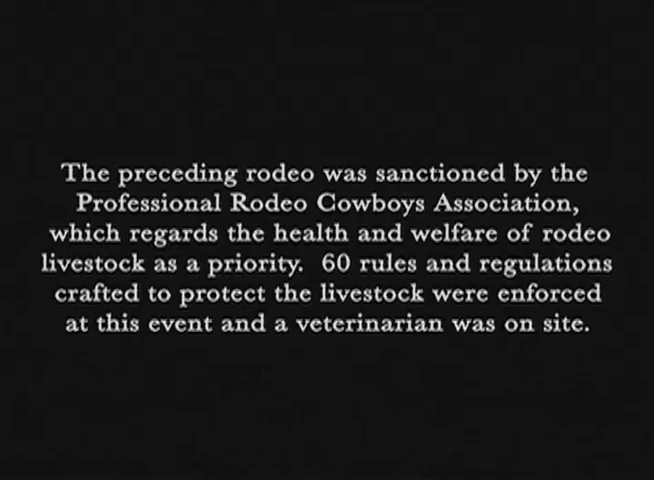 The preceding rodeo was sanctioned by the
Professional Rodeo Cowboys Association,
which regards the health and welfare of rodeo
livestock as a priority.  60 rules and regulations
crafted to protect the livestock were enforced
at this event and a veterinarian was on site.